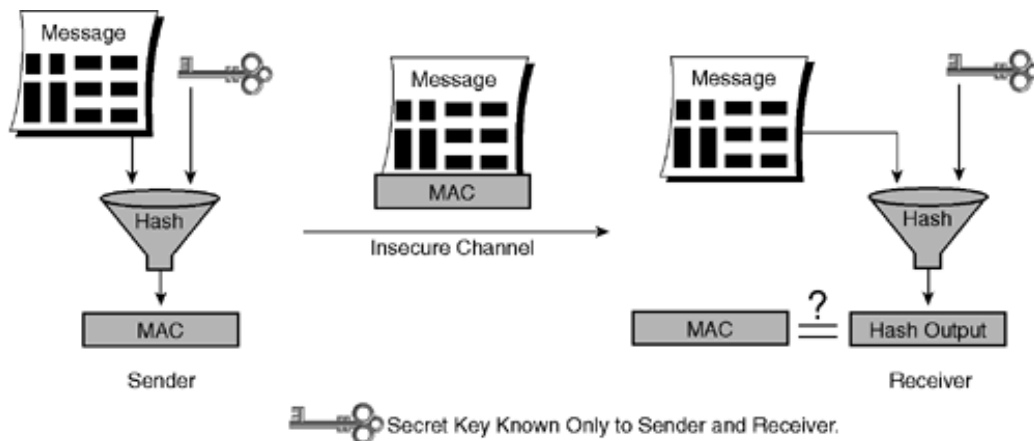 Message
Hash
MAC
Sender
Message
MAC
Insecure Channel
Message
Hash
MAC
?
Hash Output
Receiver
Secret Key Known Only to Sender and Receiver.